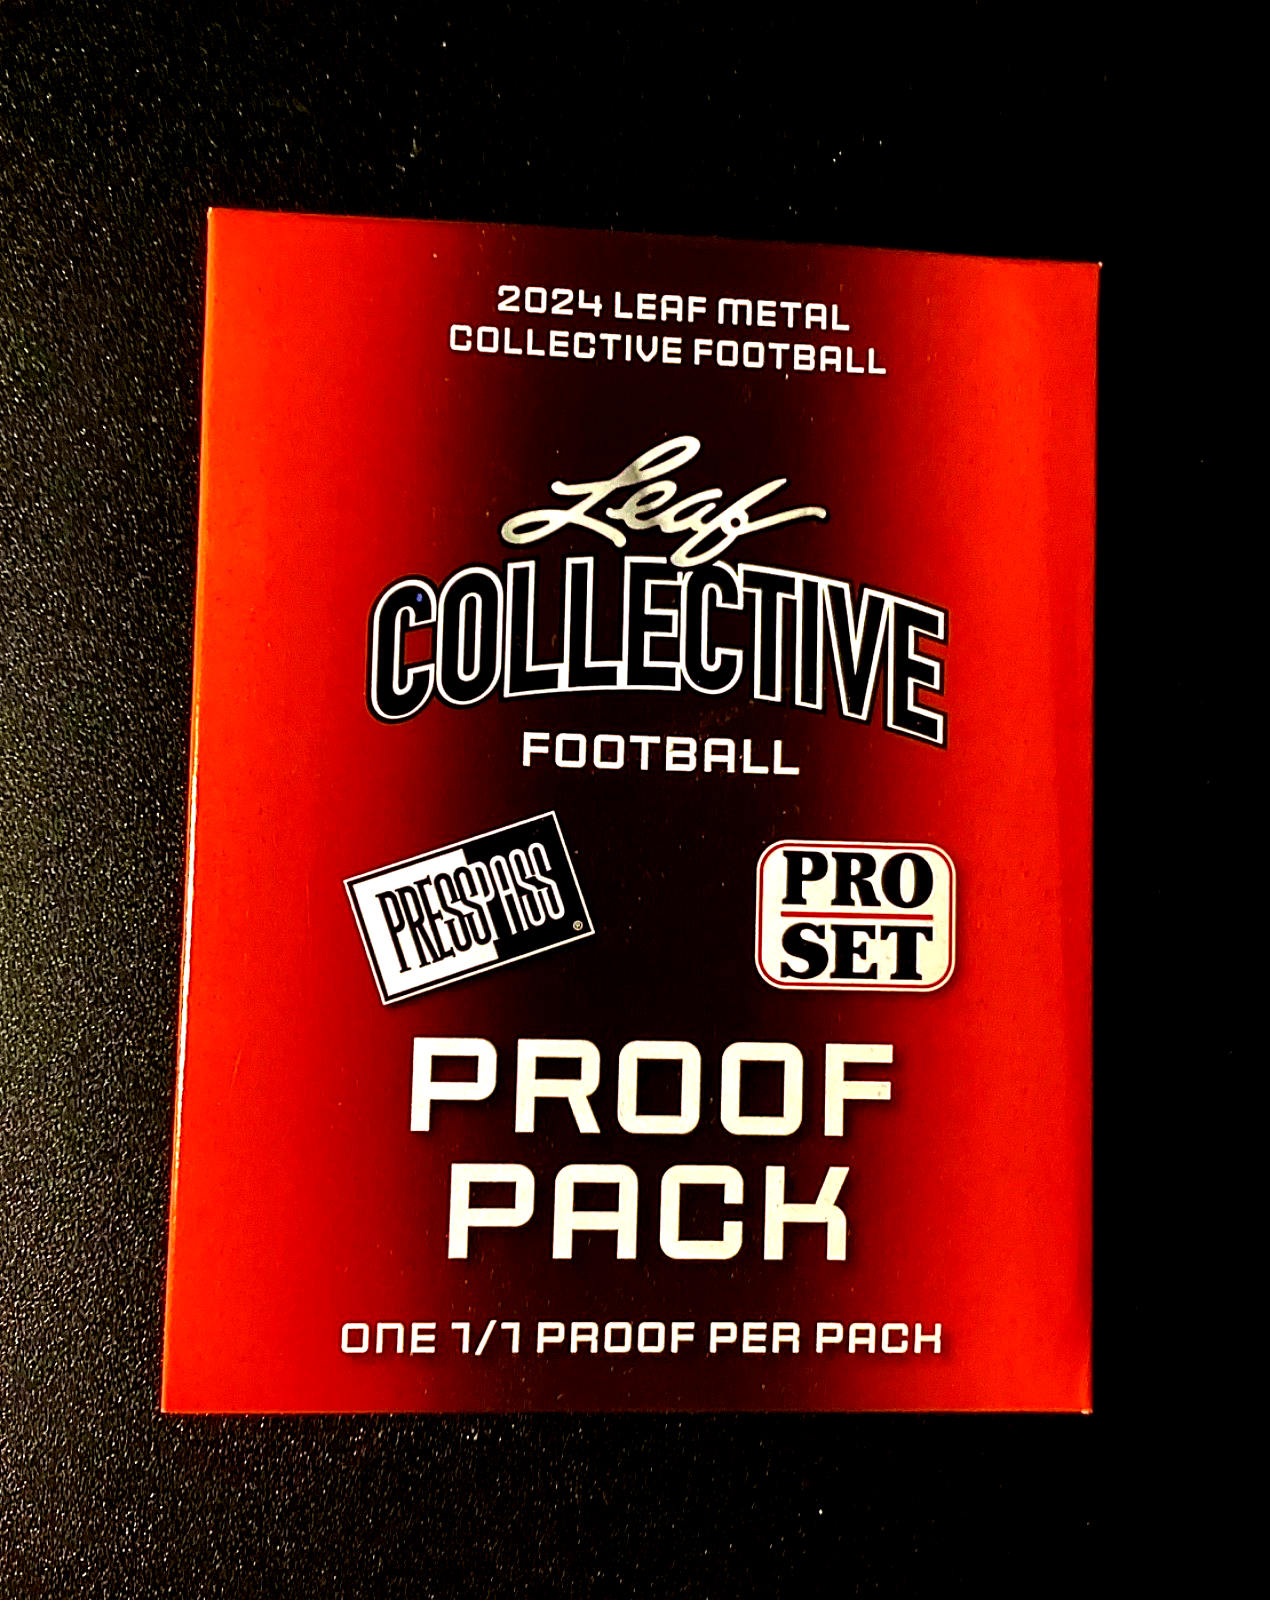 2024 LEAF METAL
COLLECTIVE FOOTBALL
Leaf
COLLECTIVE
FOOTBALL
PRESSPASS®
PRO
SET
PROOF
PACK
ONE 1/1 PROOF PER PACK